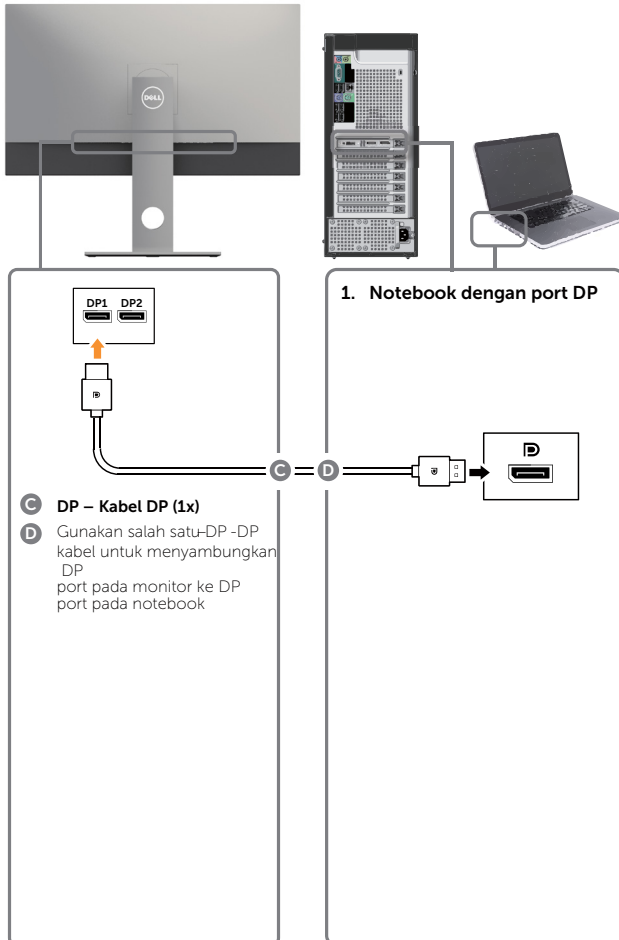 DELL
DP1 DP2
C D
C DP – Kabel DP (1x)
D Gunakan salah satu–DP -DP
kabel untuk menyambungkan
DP
port pada monitor ke DP
port pada notebook
1. Notebook dengan port DP